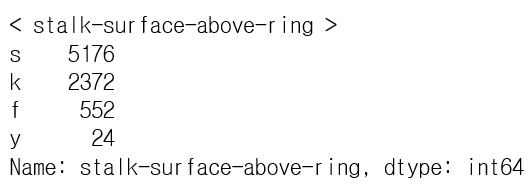 < stalk-surface-above-ring >
s    5176
k    2372
f     552
y      24
Name: stalk-surface-above-ring, dtype: int64